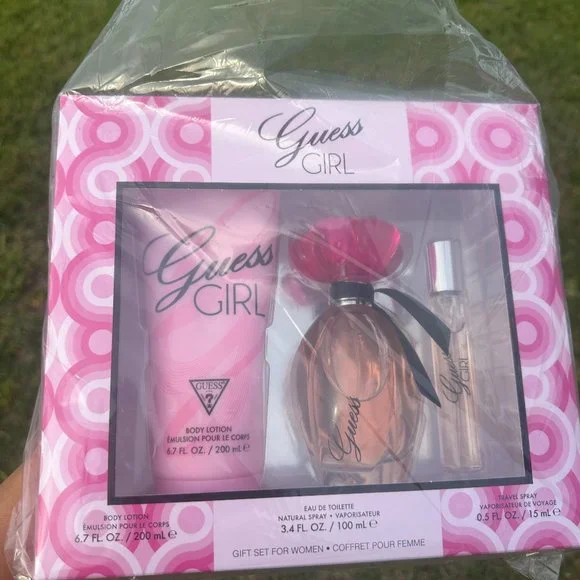 Guess
GIRL
Guess
GIRL
GUESS
?
BODY LOTION
ÉMULSION POUR LE CORPS
6.7 FL. OZ. / 200 mL ℮
Guess
Guess
GIRL
BODY LOTION
ÉMULSION POUR LE CORPS
6.7 FL. OZ. / 200 mL ℮
EAU DE TOILETTE
NATURAL SPRAY • VAPORISATEUR
3.4 FL. OZ. / 100 mL ℮
TRAVEL SPRAY
VAPORISATEUR DE VOYAGE
0.5 FL. OZ. / 15 mL ℮
GIFT SET FOR WOMEN • COFFRET POUR FEMME